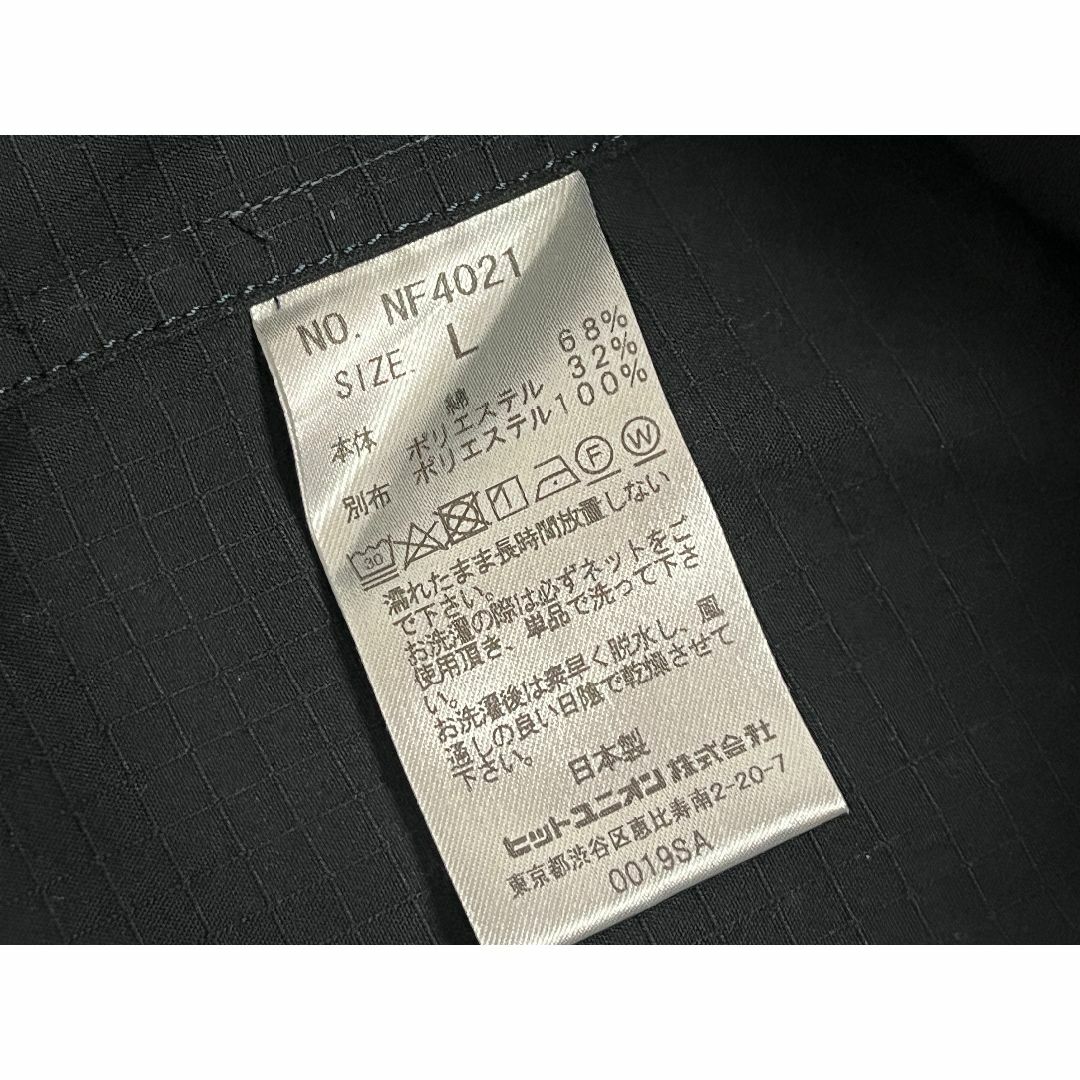 NO. NF4021
SIZE. L
本体 綿 68%
ポリエステル 32%
別布 ポリエステル100%
30 1 F W
濡れたまま長時間放置しない
で下さい。
お洗濯の際は必ずネットをご
使用頂き、単品で洗って下さ
い。
お洗濯後は素早く脱水し、風
通しの良い日陰で乾燥させて
下さい。
日本製
ヒットユニオン株式会社
東京都渋谷区恵比寿南2-20-7
0019SA